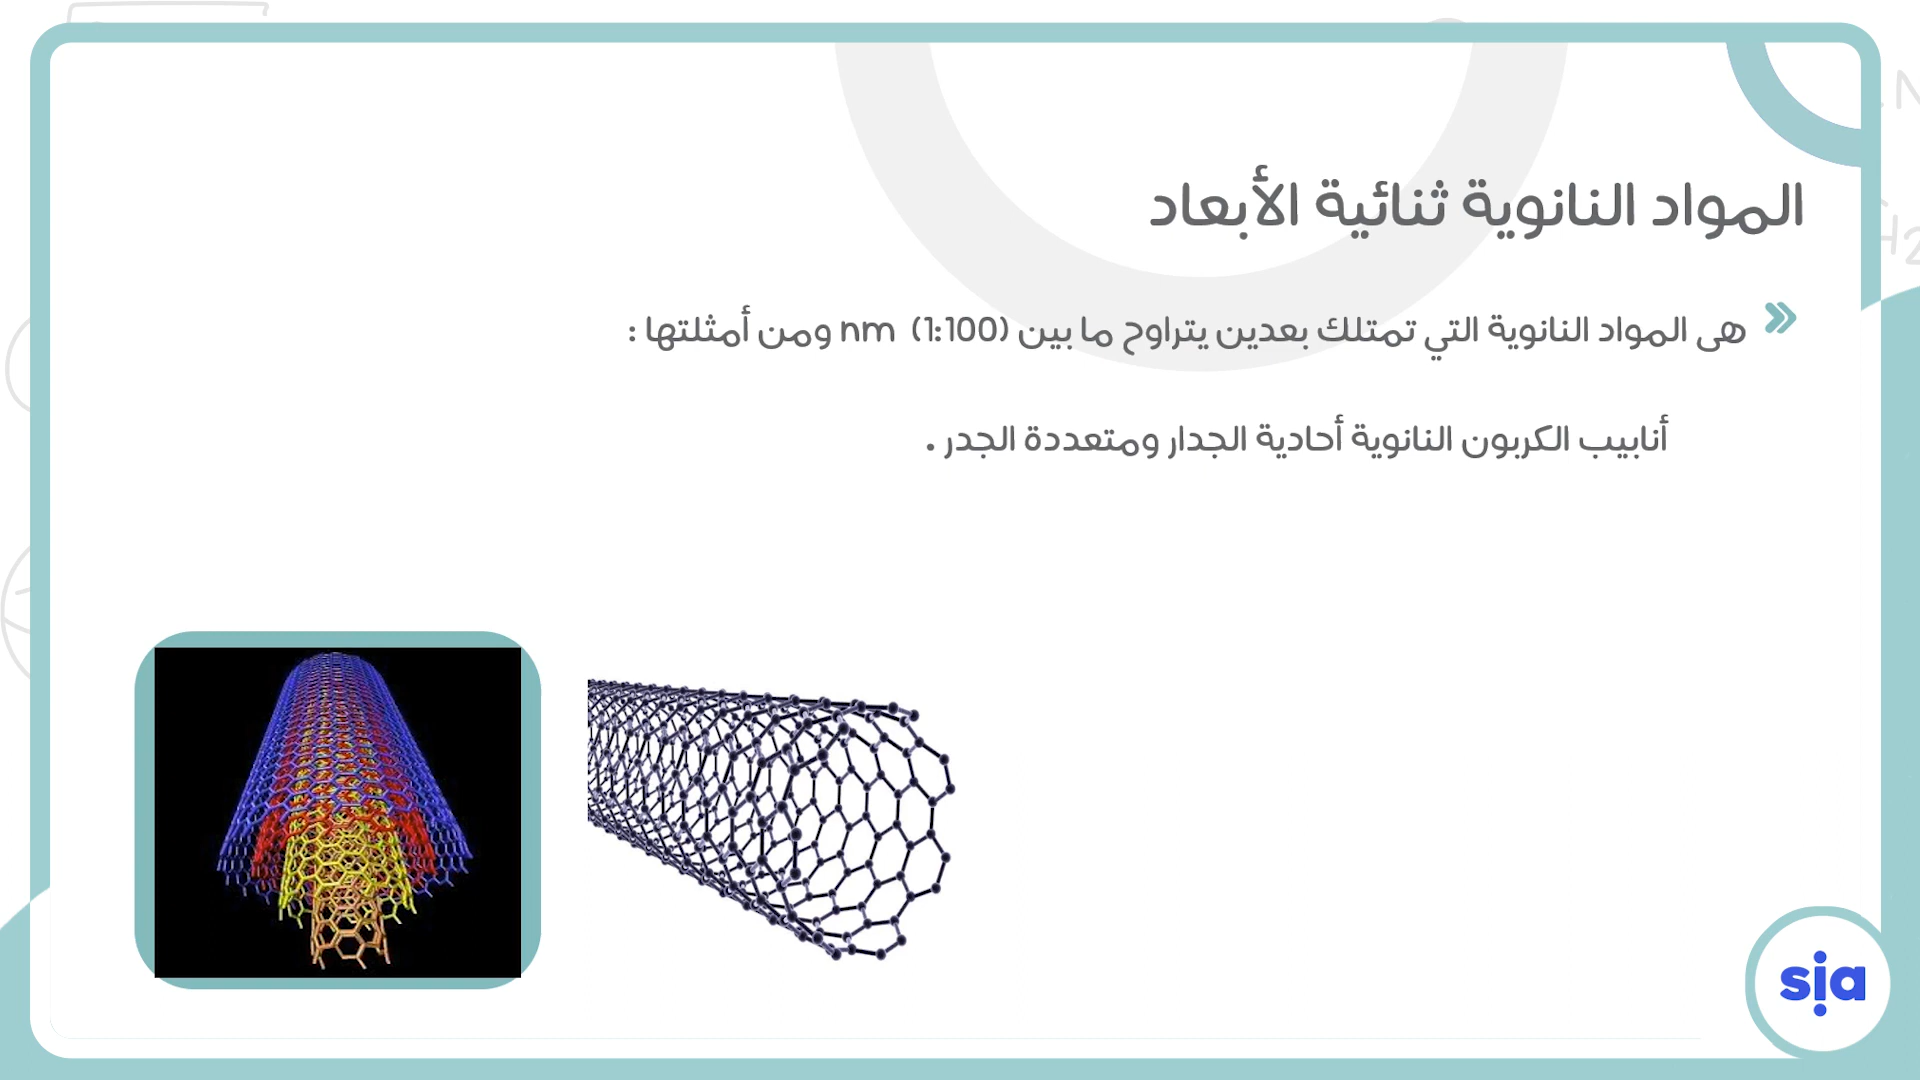 المواد النانوية ثنائية الأبعاد
هى المواد النانوية التي تمتلك بعدين يتراوح ما بين (1:100) nm ومن أمثلتها :
أنابيب الكربون النانوية أحادية الجدار ومتعددة الجدر .
sia